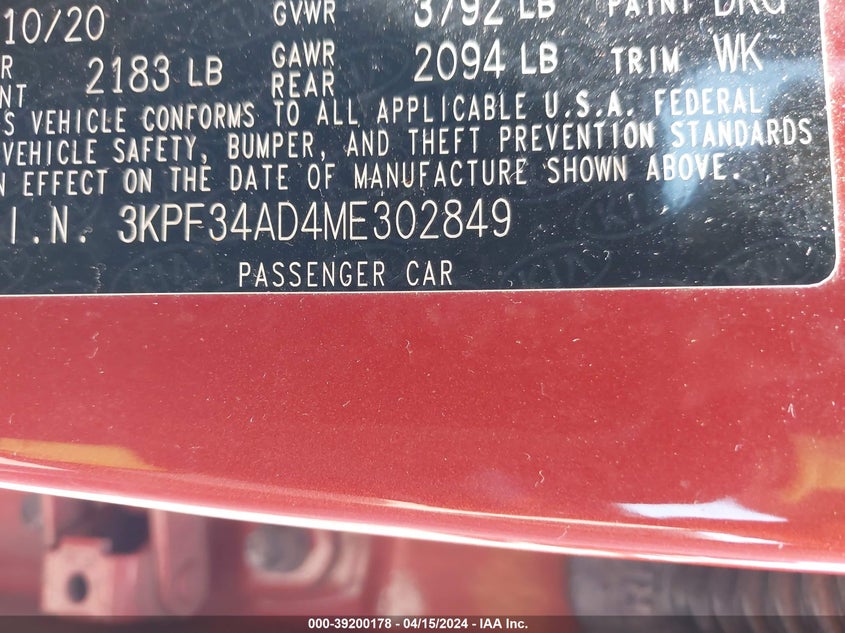 10/20 GVWR 3792 LB PAINT DRG
R 2183 LB GAWR 2094 LB TRIM WK
NT REAR
S VEHICLE CONFORMS TO ALL APPLICABLE U.S.A. FEDERAL
VEHICLE SAFETY, BUMPER, AND THEFT PREVENTION STANDARDS
N EFFECT ON THE DATE OF MANUFACTURE SHOWN ABOVE.
I.N. 3KPF34AD4ME302849
PASSENGER CAR
000-39200178 - 04/15/2024 - IAA Inc.